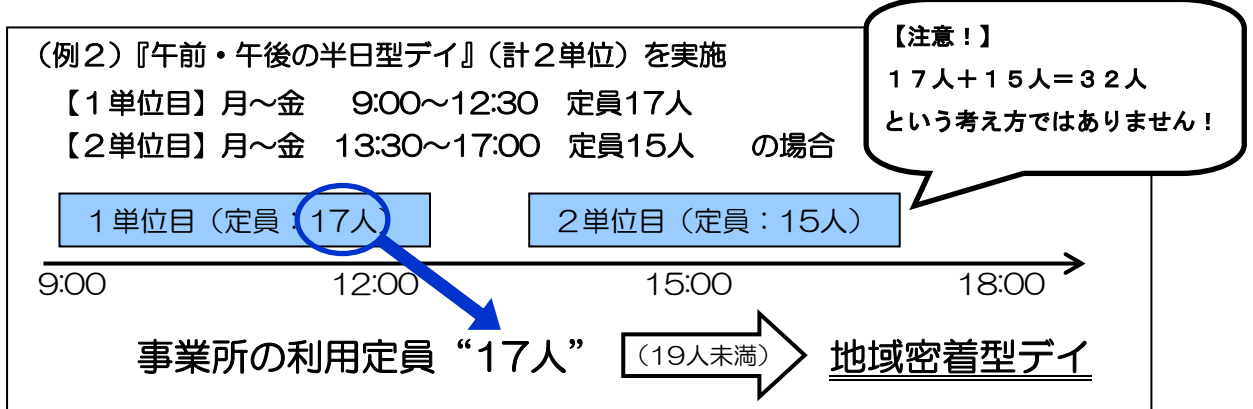 （例２）『午前・午後の半日型デイ』（計２単位）を実施
【１単位目】月～金　9:00～12:30　定員17人
【２単位目】月～金　13:30～17:00　定員15人　の場合
【注意！】
１７人＋１５人＝３２人
という考え方ではありません！
１単位目（定員：17人）
２単位目（定員：15人）
9:00　12:00　15:00　18:00
事業所の利用定員“17人”　（19人未満）　地域密着型デイ